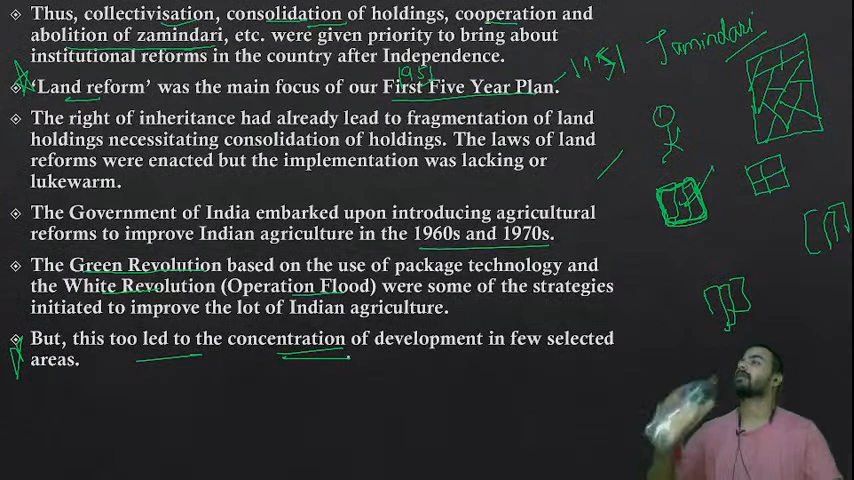 Thus, collectivisation, consolidation of holdings, cooperation and
abolition of zamindari, etc. were given priority to bring about
institutional reforms in the country after Independence.
1951
'Land reform' was the main focus of our First Five Year Plan.
1951
Jamindari
The right of inheritance had already lead to fragmentation of land
holdings necessitating consolidation of holdings. The laws of land
reforms were enacted but the implementation was lacking or
lukewarm.
The Government of India embarked upon introducing agricultural
reforms to improve Indian agriculture in the 1960s and 1970s.
The Green Revolution based on the use of package technology and
the White Revolution (Operation Flood) were some of the strategies
initiated to improve the lot of Indian agriculture.
But, this too led to the concentration of development in few selected
areas.